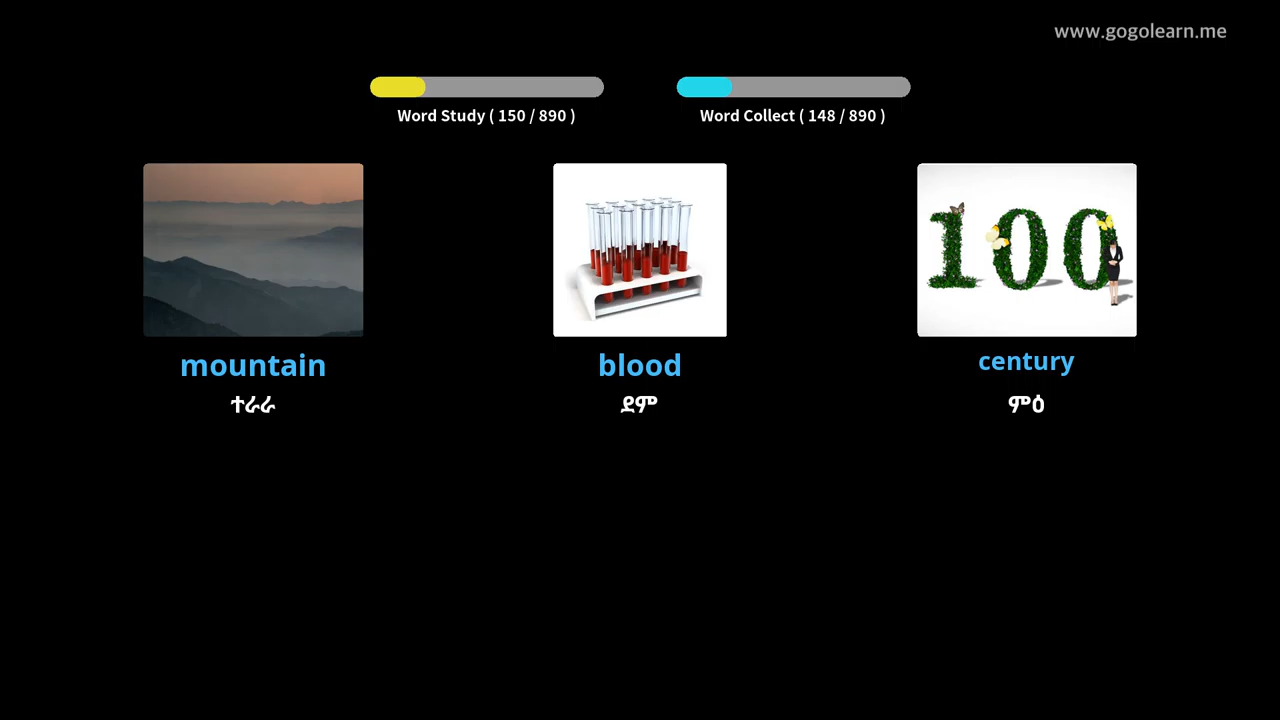 www.gogolearn.me
Word Study ( 150 / 890 )
Word Collect ( 148 / 890 )
100
mountain
blood
century
ተራራ
ደም
ምዕ